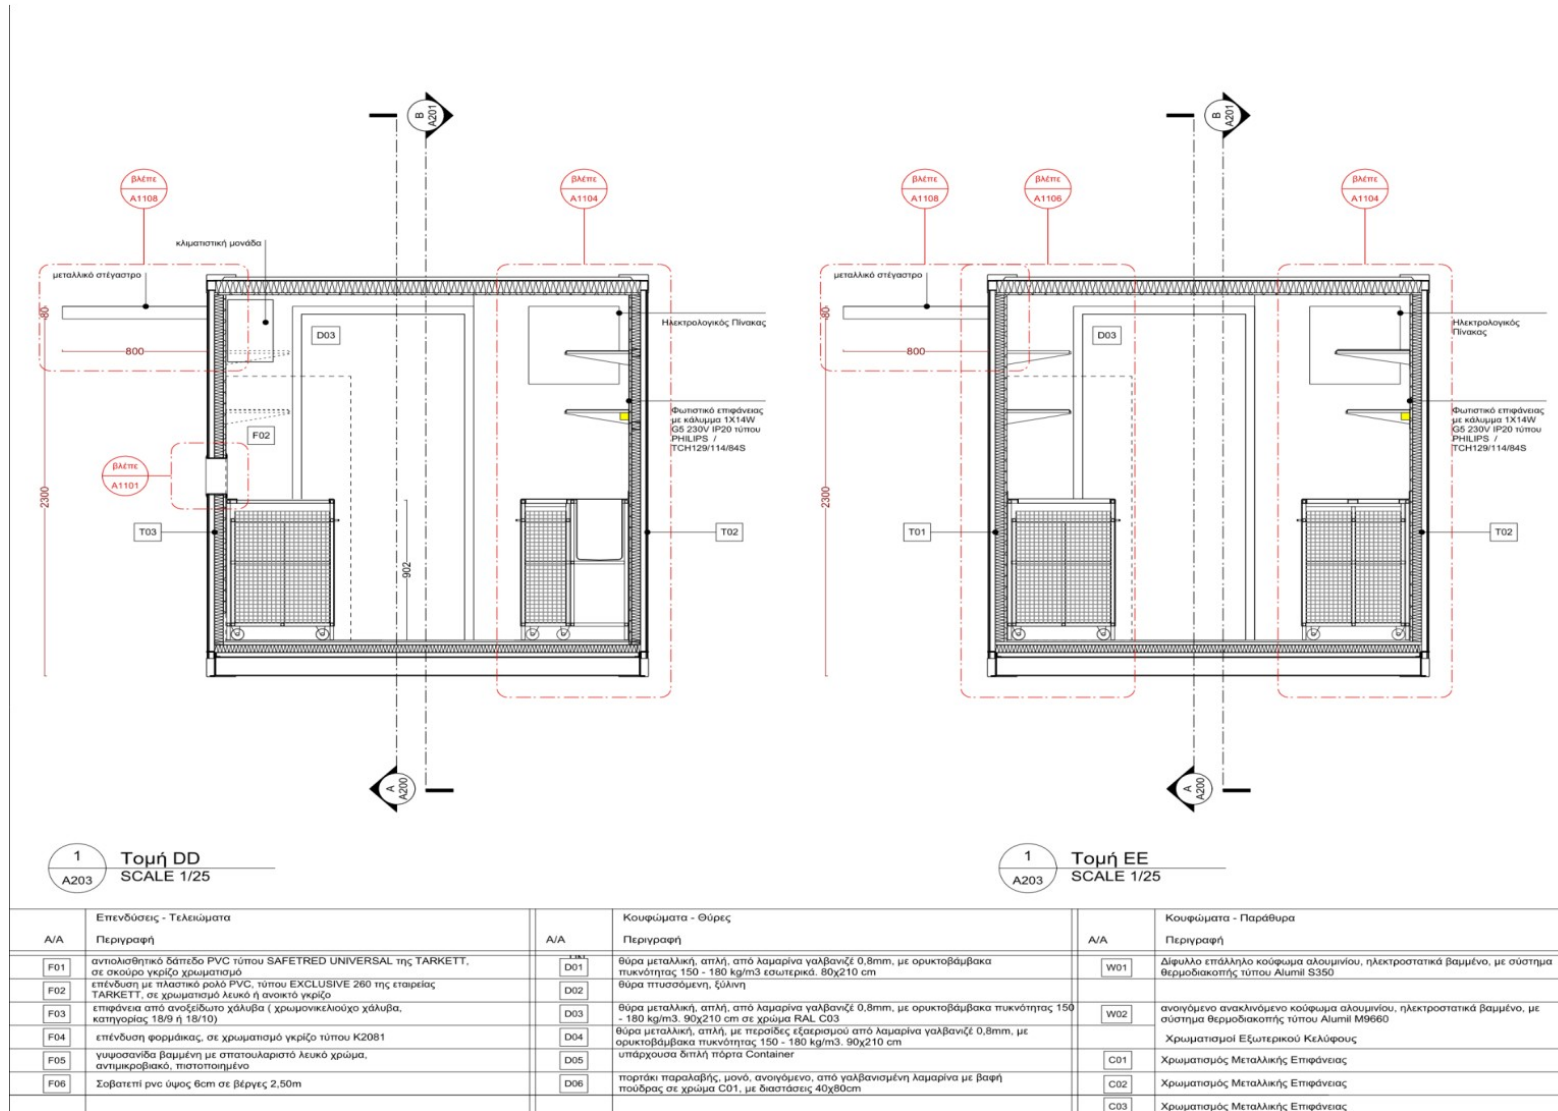 B
A201
B
A201
βλέπε
A1108
βλέπε
A1104
βλέπε
A1108
βλέπε
A1106
βλέπε
A1104
κλιματιστική μονάδα
μεταλλικό στέγαστρο
μεταλλικό στέγαστρο
80
800
80
800
D03
D03
Ηλεκτρολογικός Πίνακας
Ηλεκτρολογικός
Πίνακας
Φωτιστικό επιφάνειας
με κάλυμμα 1X14W
G5 230V IP20 τύπου
PHILIPS /
TCH129/114/84S
Φωτιστικό επιφάνειας
με κάλυμμα 1X14W
G5 230V IP20 τύπου
PHILIPS /
TCH129/114/84S
F02
βλέπε
A1101
2300
2300
T03
T02
T01
T02
902
A
A200
A
A200
1
A203
Τομή DD
SCALE 1/25
1
A203
Τομή EE
SCALE 1/25
Επενδύσεις - Τελειώματα
A/A Περιγραφή
F01 αντιολισθητικό δάπεδο PVC τύπου SAFETRED UNIVERSAL της TARKETT,
σε σκούρο γκρίζο χρωματισμό
F02 επένδυση με πλαστικό ρολό PVC, τύπου EXCLUSIVE 260 της εταιρείας
TARKETT, σε χρωματισμό λευκό ή ανοικτό γκρίζο
F03 επιφάνεια από ανοξείδωτο χάλυβα ( χρωμονικελιούχο χάλυβα,
κατηγορίας 18/9 ή 18/10)
F04 επένδυση φορμάικας, σε χρωματισμό γκρίζο τύπου K2081
F05 γυψοσανίδα βαμμένη με σπατουλαριστό λευκό χρώμα,
αντιμικροβιακό, πιστοποιημένο
F06 Σοβατεπί pvc ύψος 6cm σε βέργες 2,50m
Κουφώματα - Θύρες
A/A Περιγραφή
D01 θύρα μεταλλική, απλή, από λαμαρίνα γαλβανιζέ 0,8mm, με ορυκτοβάμβακα
πυκνότητας 150 - 180 kg/m3 εσωτερικά. 80χ210 cm
D02 θύρα πτυσσόμενη, ξύλινη
D03 θύρα μεταλλική, απλή, από λαμαρίνα γαλβανιζέ 0,8mm, με ορυκτοβάμβακα πυκνότητας 150
- 180 kg/m3. 90χ210 cm σε χρώμα RAL C03
D04 θύρα μεταλλική, απλή, με περσίδες εξαερισμού από λαμαρίνα γαλβανιζέ 0,8mm, με
ορυκτοβάμβακα πυκνότητας 150 - 180 kg/m3. 90χ210 cm
D05 υπάρχουσα διπλή πόρτα Container
D06 πορτάκι παραλαβής, μονό, ανοιγόμενο, από γαλβανισμένη λαμαρίνα με βαφή
πούδρας σε χρώμα C01, με διαστάσεις 40χ80cm
Κουφώματα - Παράθυρα
A/A Περιγραφή
W01 Δίφυλλο επάλληλο κούφωμα αλουμινίου, ηλεκτροστατικά βαμμένο, με σύστημα
θερμοδιακοπής τύπου Alumil S350
W02 ανοιγόμενο ανακλινόμενο κούφωμα αλουμινίου, ηλεκτροστατικά βαμμένο, με
σύστημα θερμοδιακοπής τύπου Alumil M9660
Χρωματισμοί Εξωτερικού Κελύφους
C01 Χρωματισμός Μεταλλικής Επιφάνειας
C02 Χρωματισμός Μεταλλικής Επιφάνειας
C03 Χρωματισμός Μεταλλικής Επιφάνειας